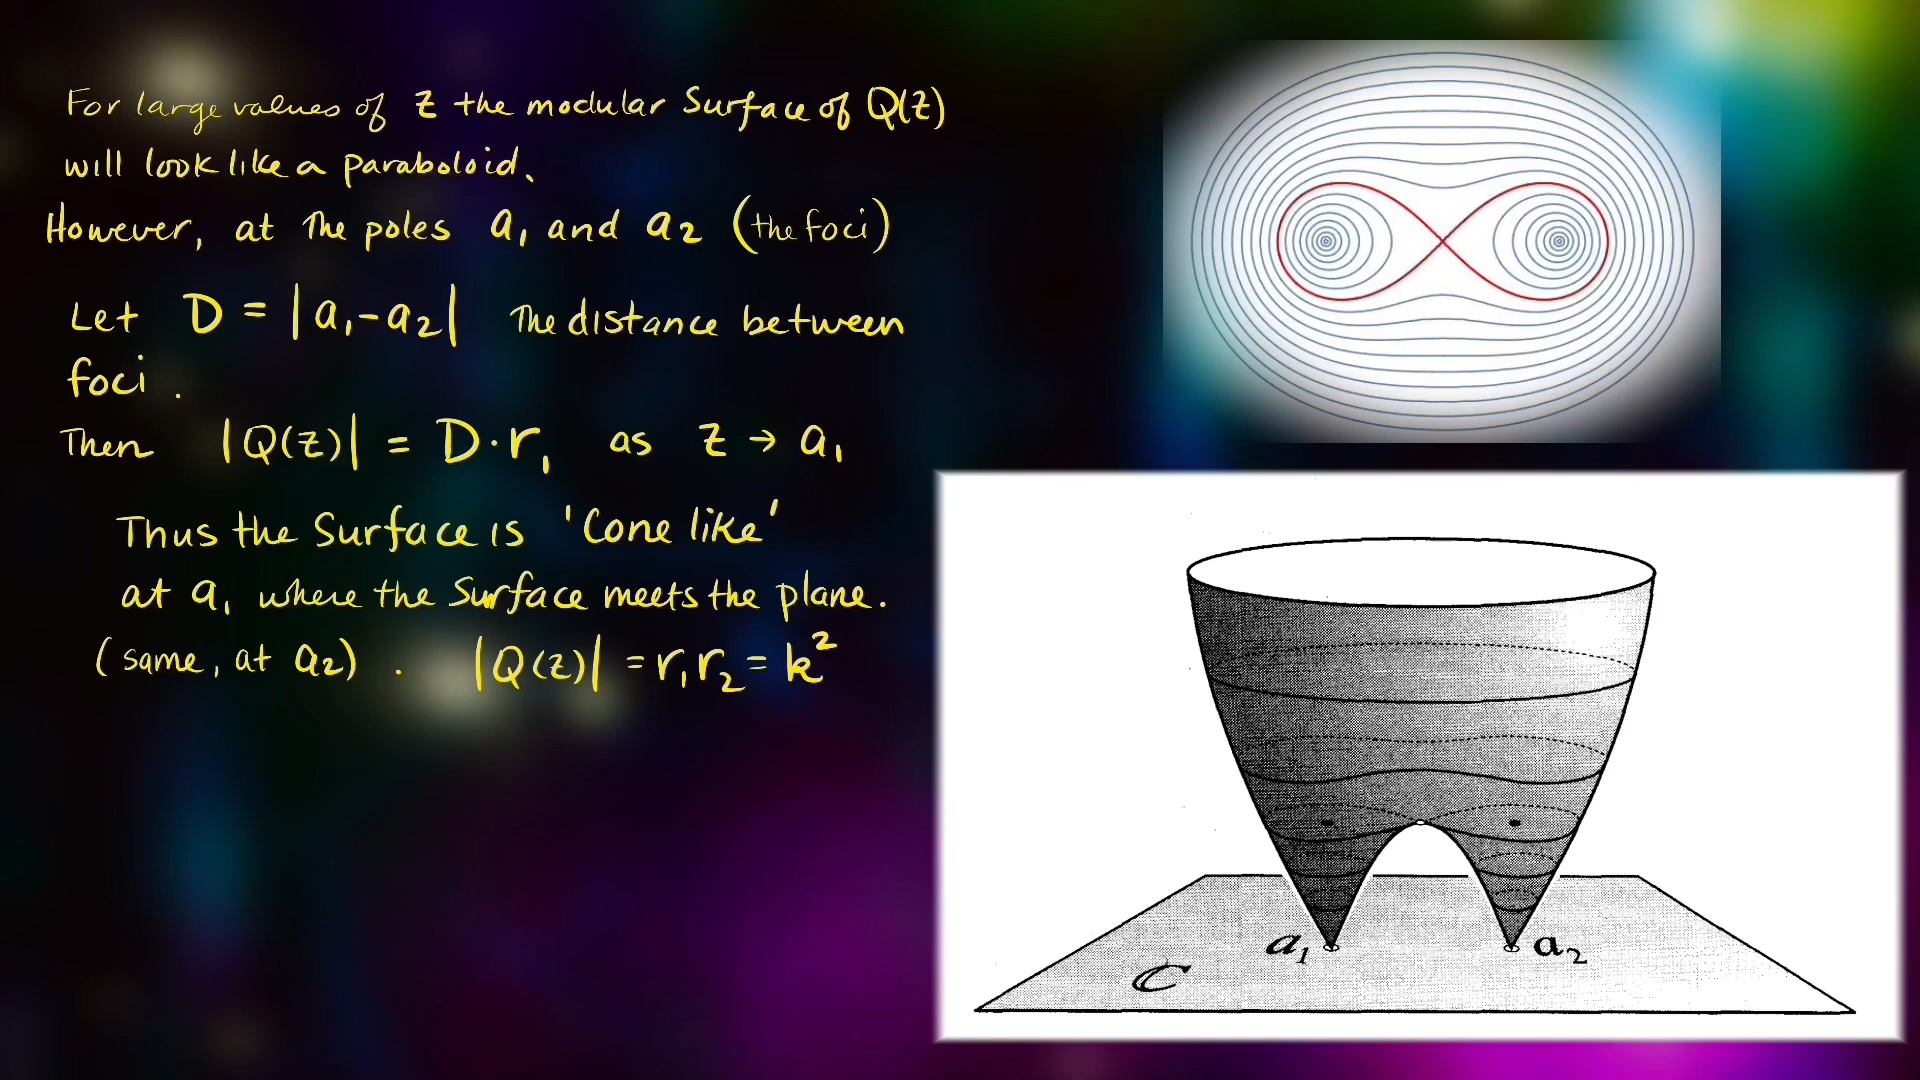 For large values of z the modular Surface of Q(z)
will look like a paraboloid.
However, at the poles a₁ and a₂ (the foci)
Let D = |a₁-a₂| The distance between
foci.
Then |Q(z)| = D·r₁ as z → a₁
Thus the Surface is 'Cone like'
at a₁ where the Surface meets the plane.
(same, at a₂). |Q(z)| = r₁r₂ = k²
a₁
a₂
C